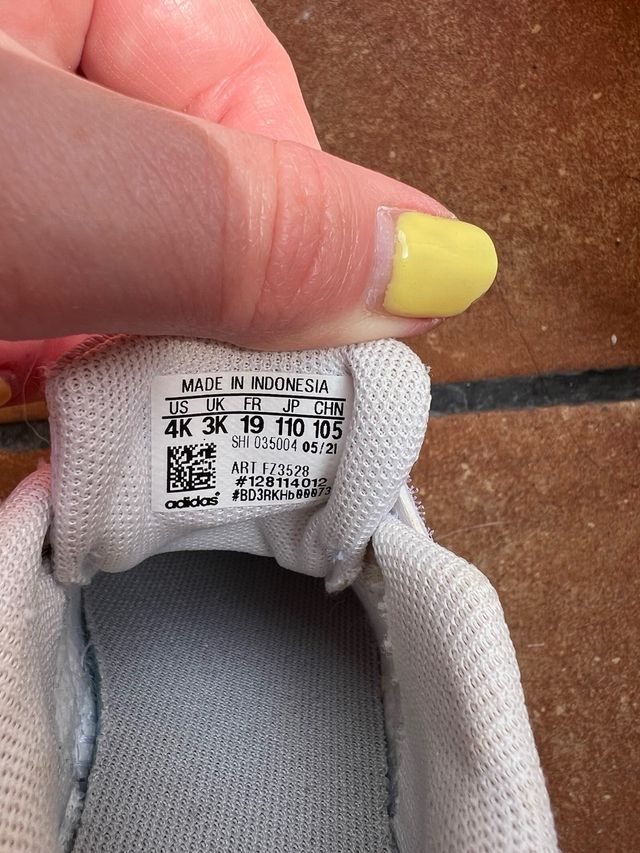 MADE IN INDONESIA
US UK FR JP CHN
4K 3K 19 110 105
SHI 035004 05/21
ART FZ3528
#128114012
#BD3RKHb00073
adidas